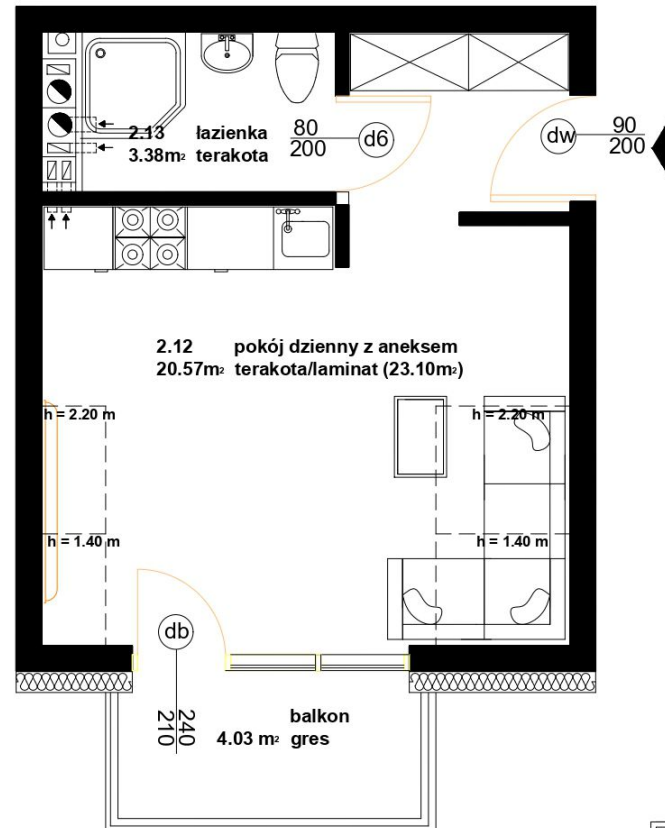 2.13 łazienka
3.38m² terakota
80
200
d6
dw
90
200
2.12 pokój dzienny z aneksem
20.57m² terakota/laminat (23.10m²)
h = 2.20 m
h = 2.20 m
h = 1.40 m
h = 1.40 m
db
240
210
balkon
4.03 m² gres